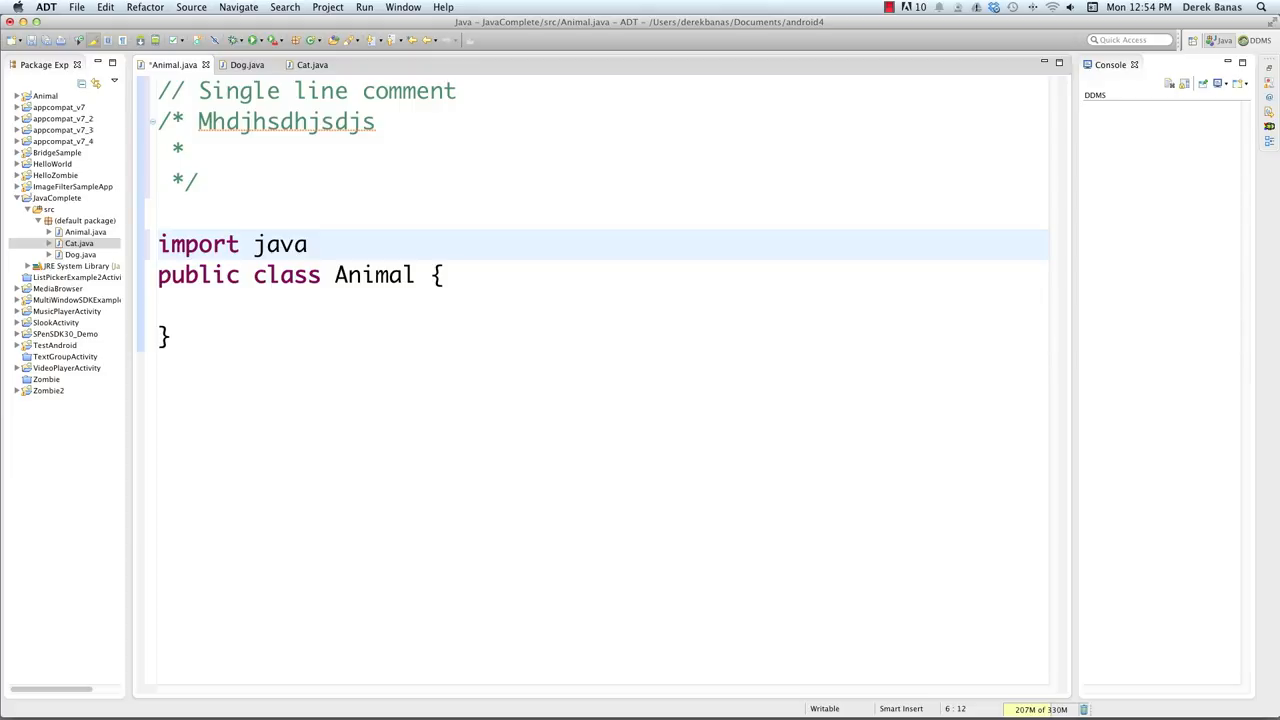 ADT File Edit Refactor Source Navigate Search Project Run Window Help 10 Mon 12:54 Derek Banas
Java - JavaComplete/src/Animal.java - ADT - /Users/derekbanas/Documents/android4
Quick Access Java DDMS
Package Exp
*Animal.java Dog.java Cat.java
Console
DDMS
Animal
appcompat_v7
appcompat_v7_2
appcompat_v7_3
appcompat_v7_4
BridgeSample
HelloWorld
HelloZombie
ImageFilterSampleApp
JavaComplete
src
(default package)
Animal.java
Cat.java
Dog.java
JRE System Library [Ja
ListPickerExample2Activi
MediaBrowser
MultiWindowSDKExample
MusicPlayerActivity
SlookActivity
SPenSDK30_Demo
TestAndroid
TextGroupActivity
VideoPlayerActivity
Zombie
Zombie2
// Single line comment
/* Mhdjhsdhjsdjs
*
*/
import java
public class Animal {
}
Writable Smart Insert 6 : 12 207M of 330M